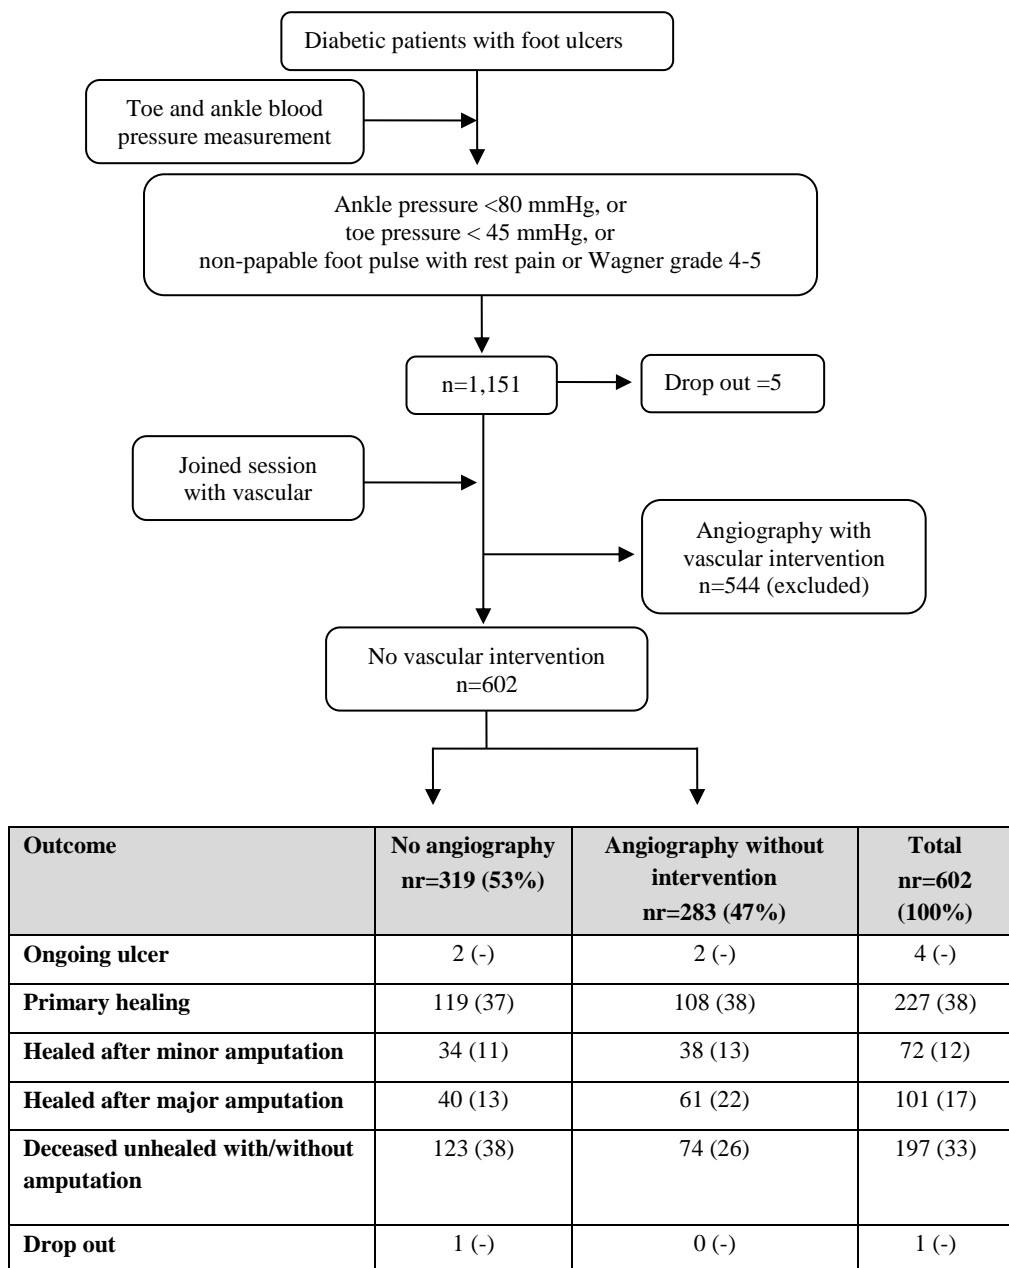 Diabetic patients with foot ulcers
Toe and ankle blood
pressure measurement
Ankle pressure <80 mmHg, or
toe pressure < 45 mmHg, or
non-papable foot pulse with rest pain or Wagner grade 4-5
n=1,151
Drop out =5
Joined session
with vascular
Angiography with
vascular intervention
n=544 (excluded)
No vascular intervention
n=602
Outcome
No angiography
nr=319 (53%)
Angiography without
intervention
nr=283 (47%)
Total
nr=602
(100%)
Ongoing ulcer
2 (-)
2 (-)
4 (-)
Primary healing
119 (37)
108 (38)
227 (38)
Healed after minor amputation
34 (11)
38 (13)
72 (12)
Healed after major amputation
40 (13)
61 (22)
101 (17)
Deceased unhealed with/without
amputation
123 (38)
74 (26)
197 (33)
Drop out
1 (-)
0 (-)
1 (-)